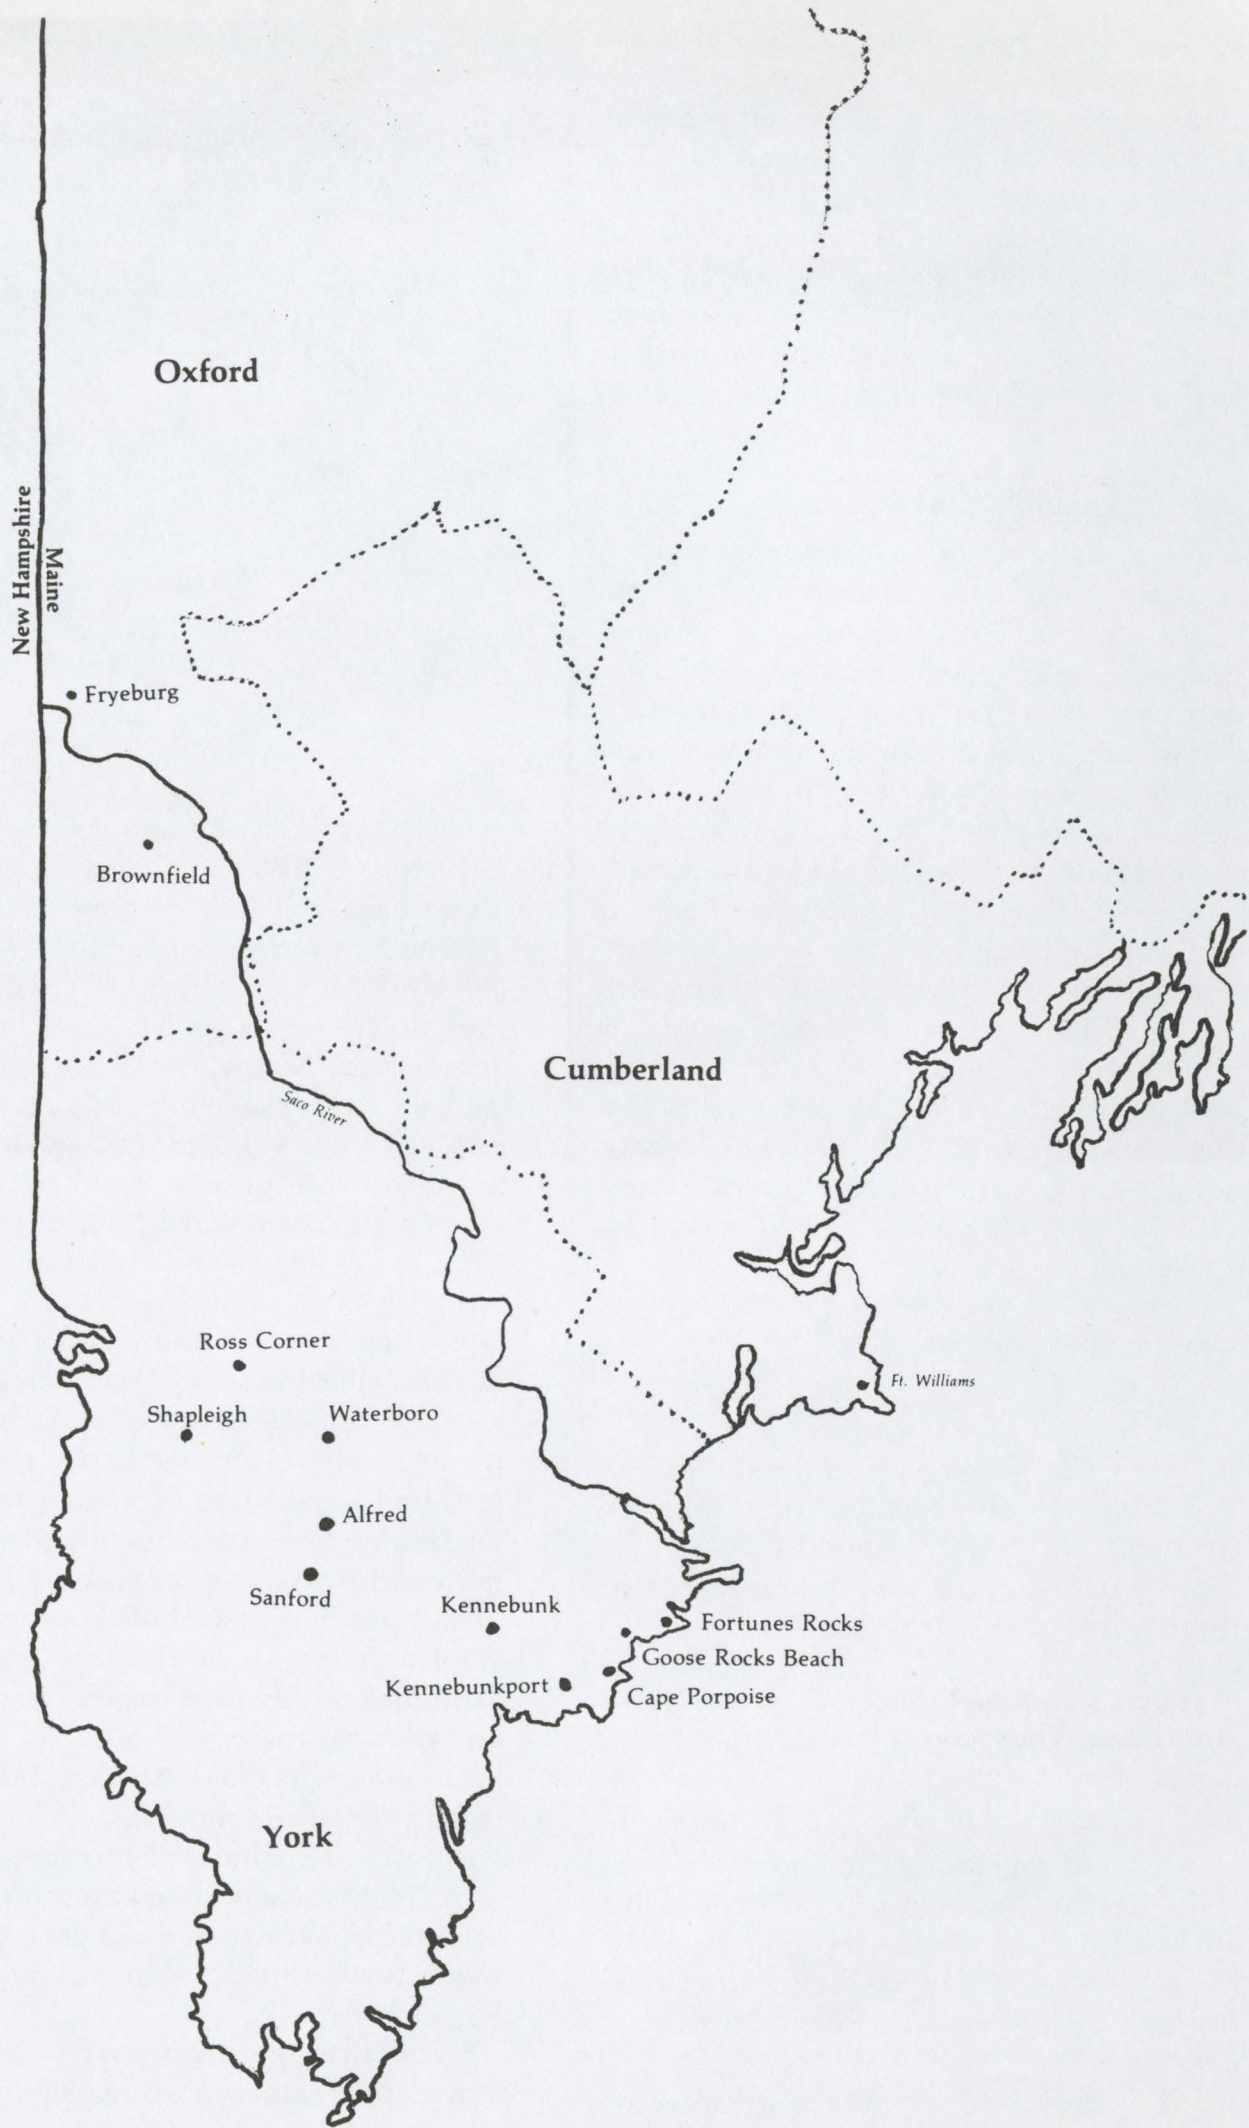 Oxford
New Hampshire
Maine
Fryeburg
Brownfield
Cumberland
Saco River
Ross Corner
Ft. Williams
Shapleigh
Waterboro
Alfred
Sanford
Kennebunk
Fortunes Rocks
Goose Rocks Beach
Kennebunkport
Cape Porpoise
York